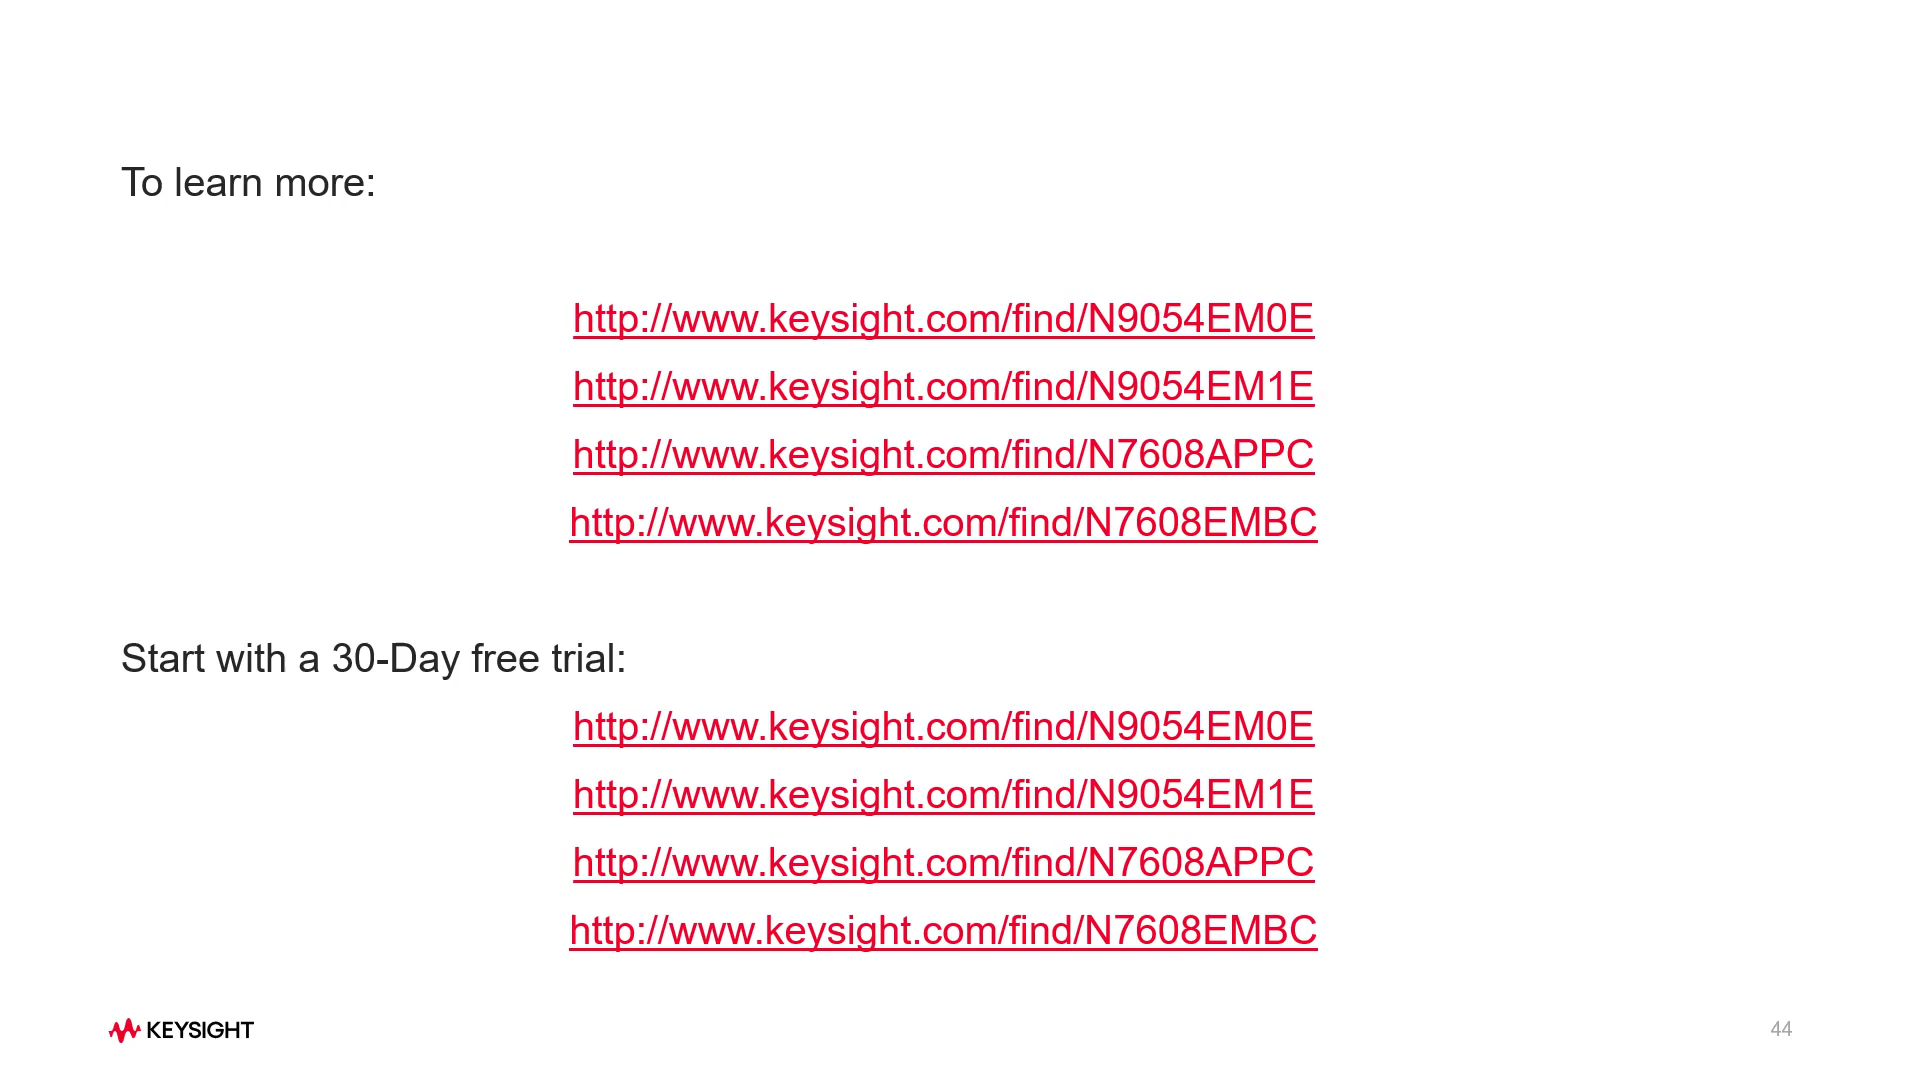 To learn more:
http://www.keysight.com/find/N9054EM0E
http://www.keysight.com/find/N9054EM1E
http://www.keysight.com/find/N7608APPC
http://www.keysight.com/find/N7608EMBC
Start with a 30-Day free trial:
http://www.keysight.com/find/N9054EM0E
http://www.keysight.com/find/N9054EM1E
http://www.keysight.com/find/N7608APPC
http://www.keysight.com/find/N7608EMBC
KEYSIGHT
44